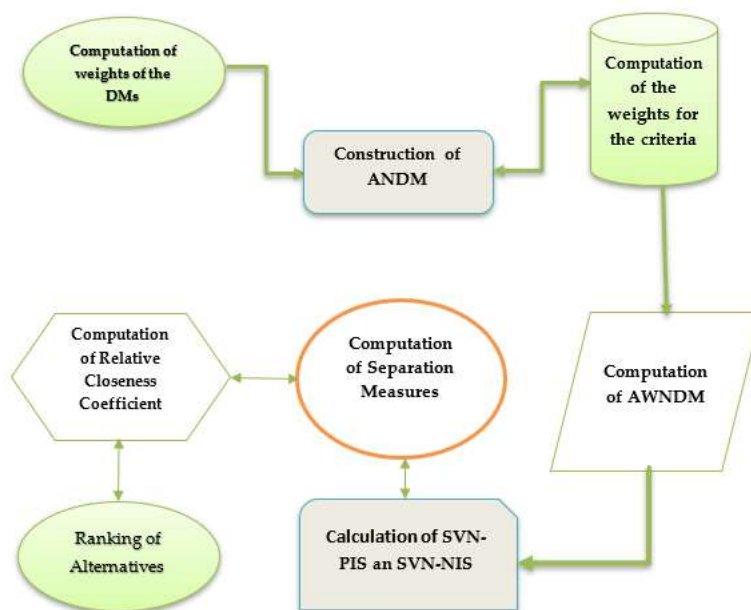 Computation of
weights of the
DMs
Construction of
ANDM
Computation
of the
weights for
the criteria
Computation
of AWNDM
Calculation of SVN-
PIS an SVN-NIS
Computation
of Separation
Measures
Computation
of Relative
Closeness
Coefficient
Ranking of
Alternatives